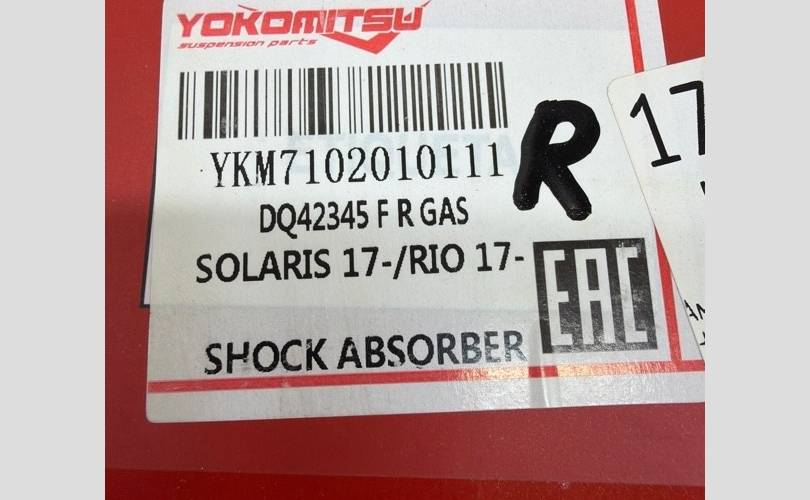 YOKOMITSU
suspension parts
YKM7102010111
R
DQ42345 F R GAS
SOLARIS 17-/RIO 17-
EAC
SHOCK ABSORBER
17